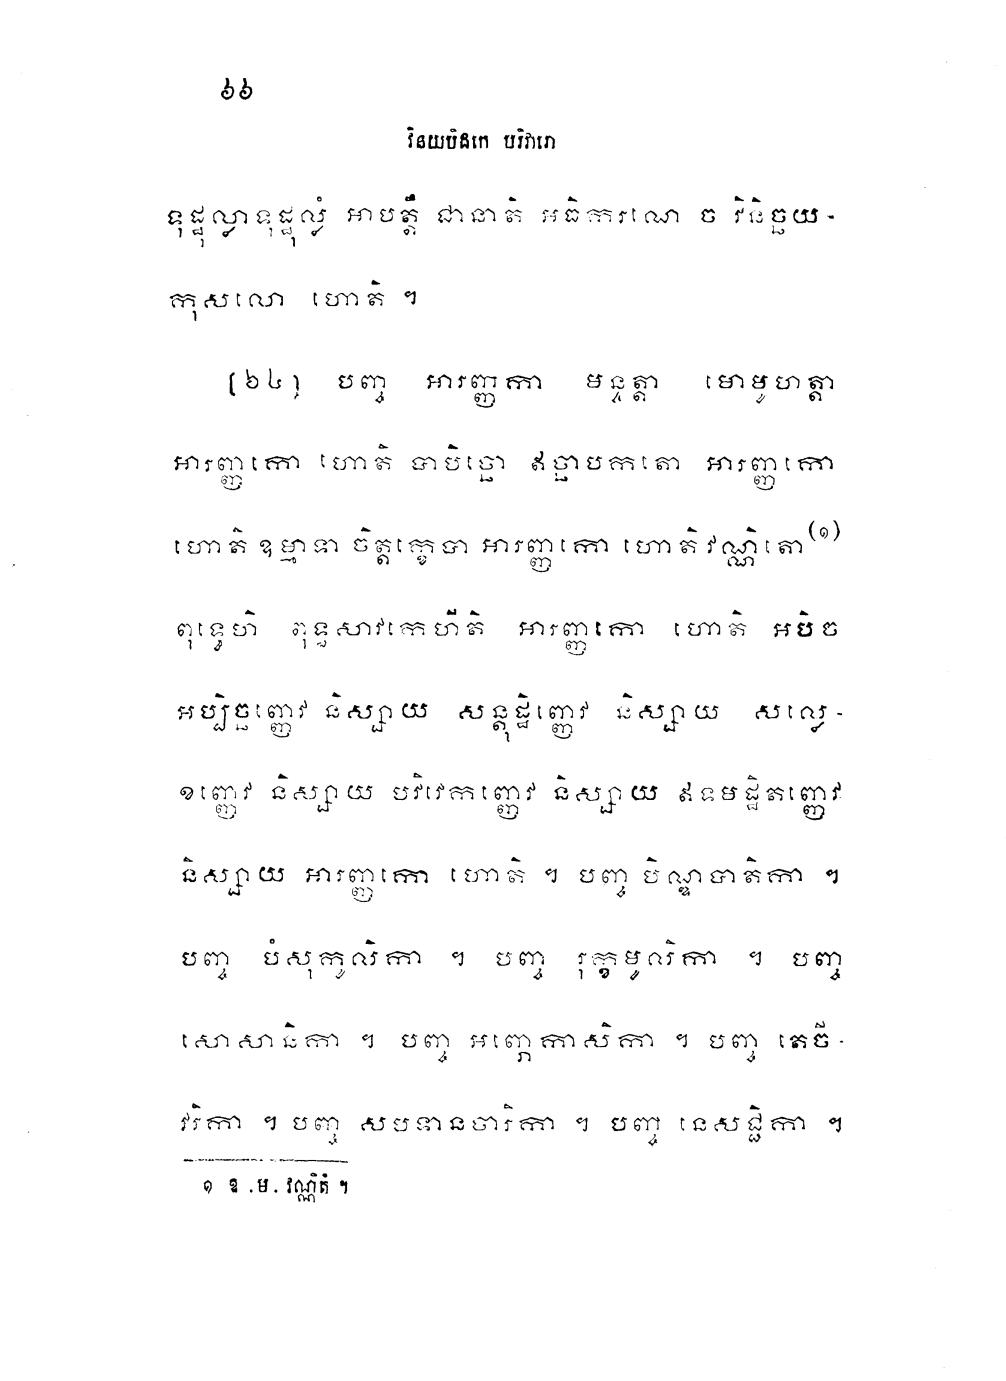 ៦៦
វិនយបិដកេ បរិវារោ
ទុដ្ឋុល្លាទុដ្ឋុល្លំ អាបត្តឹ ជានាតិ អធិករណេ ច វិនិច្ឆយ-
កុសលោ ហោតិ ។
[៦៤] បញ្ច អារញ្ញកា មន្ទត្តា មោមូហត្តា
អារញ្ញកោ ហោតិ បាបិច្ឆោ ឥច្ឆាបកតោ អារញ្ញកោ
ហោតិ ឧម្មាទា ចិត្តក្ខេបា អារញ្ញកោ ហោតិ វណ្ណិតោ(១)
ពុទ្ធេហិ ពុទ្ធសាវកេហីតិ អារញ្ញកោ ហោតិ អបិច
អប្បិច្ឆញ្ញេវ និស្សាយ សន្តុដ្ឋិញ្ញេវ និស្សាយ សល្លេ-
ខញ្ញេវ និស្សាយ បវិវេកញ្ញេវ និស្សាយ ឥទមដ្ឋិតញ្ញេវ
និស្សាយ អារញ្ញកោ ហោតិ ។ បញ្ច បិណ្ឌបាតិកា ។
បញ្ច បំសុកូលិកា ។ បញ្ច រុក្ខមូលិកា ។ បញ្ច
សោសានិកា ។ បញ្ច អព្ភោកាសិកា ។ បញ្ច តេចី-
វរិកា ។ បញ្ច សបទានចារិកា ។ បញ្ច នេសជ្ជិកា ។
១ ឱ.ម. វណ្ណិតំ ។